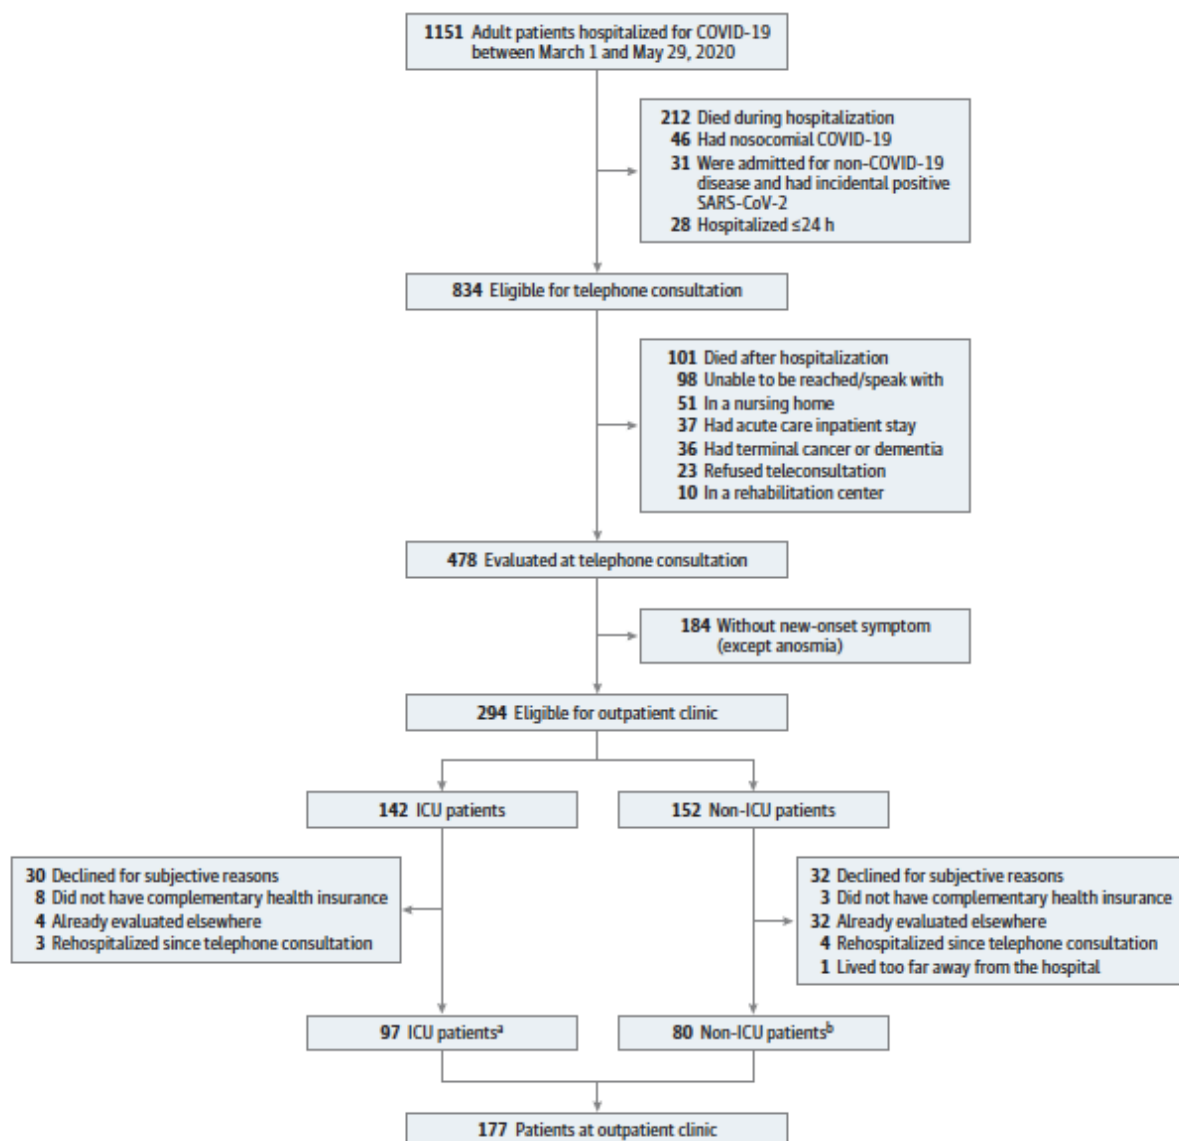 1151 Adult patients hospitalized for COVID-19
between March 1 and May 29, 2020
212 Died during hospitalization
46 Had nosocomial COVID-19
31 Were admitted for non-COVID-19
disease and had incidental positive
SARS-CoV-2
28 Hospitalized ≤24 h
834 Eligible for telephone consultation
101 Died after hospitalization
98 Unable to be reached/speak with
51 In a nursing home
37 Had acute care inpatient stay
36 Had terminal cancer or dementia
23 Refused teleconsultation
10 In a rehabilitation center
478 Evaluated at telephone consultation
184 Without new-onset symptom
(except anosmia)
294 Eligible for outpatient clinic
142 ICU patients
152 Non-ICU patients
30 Declined for subjective reasons
8 Did not have complementary health insurance
4 Already evaluated elsewhere
3 Rehospitalized since telephone consultation
32 Declined for subjective reasons
3 Did not have complementary health insurance
32 Already evaluated elsewhere
4 Rehospitalized since telephone consultation
1 Lived too far away from the hospital
97 ICU patientsᵃ
80 Non-ICU patientsᵇ
177 Patients at outpatient clinic